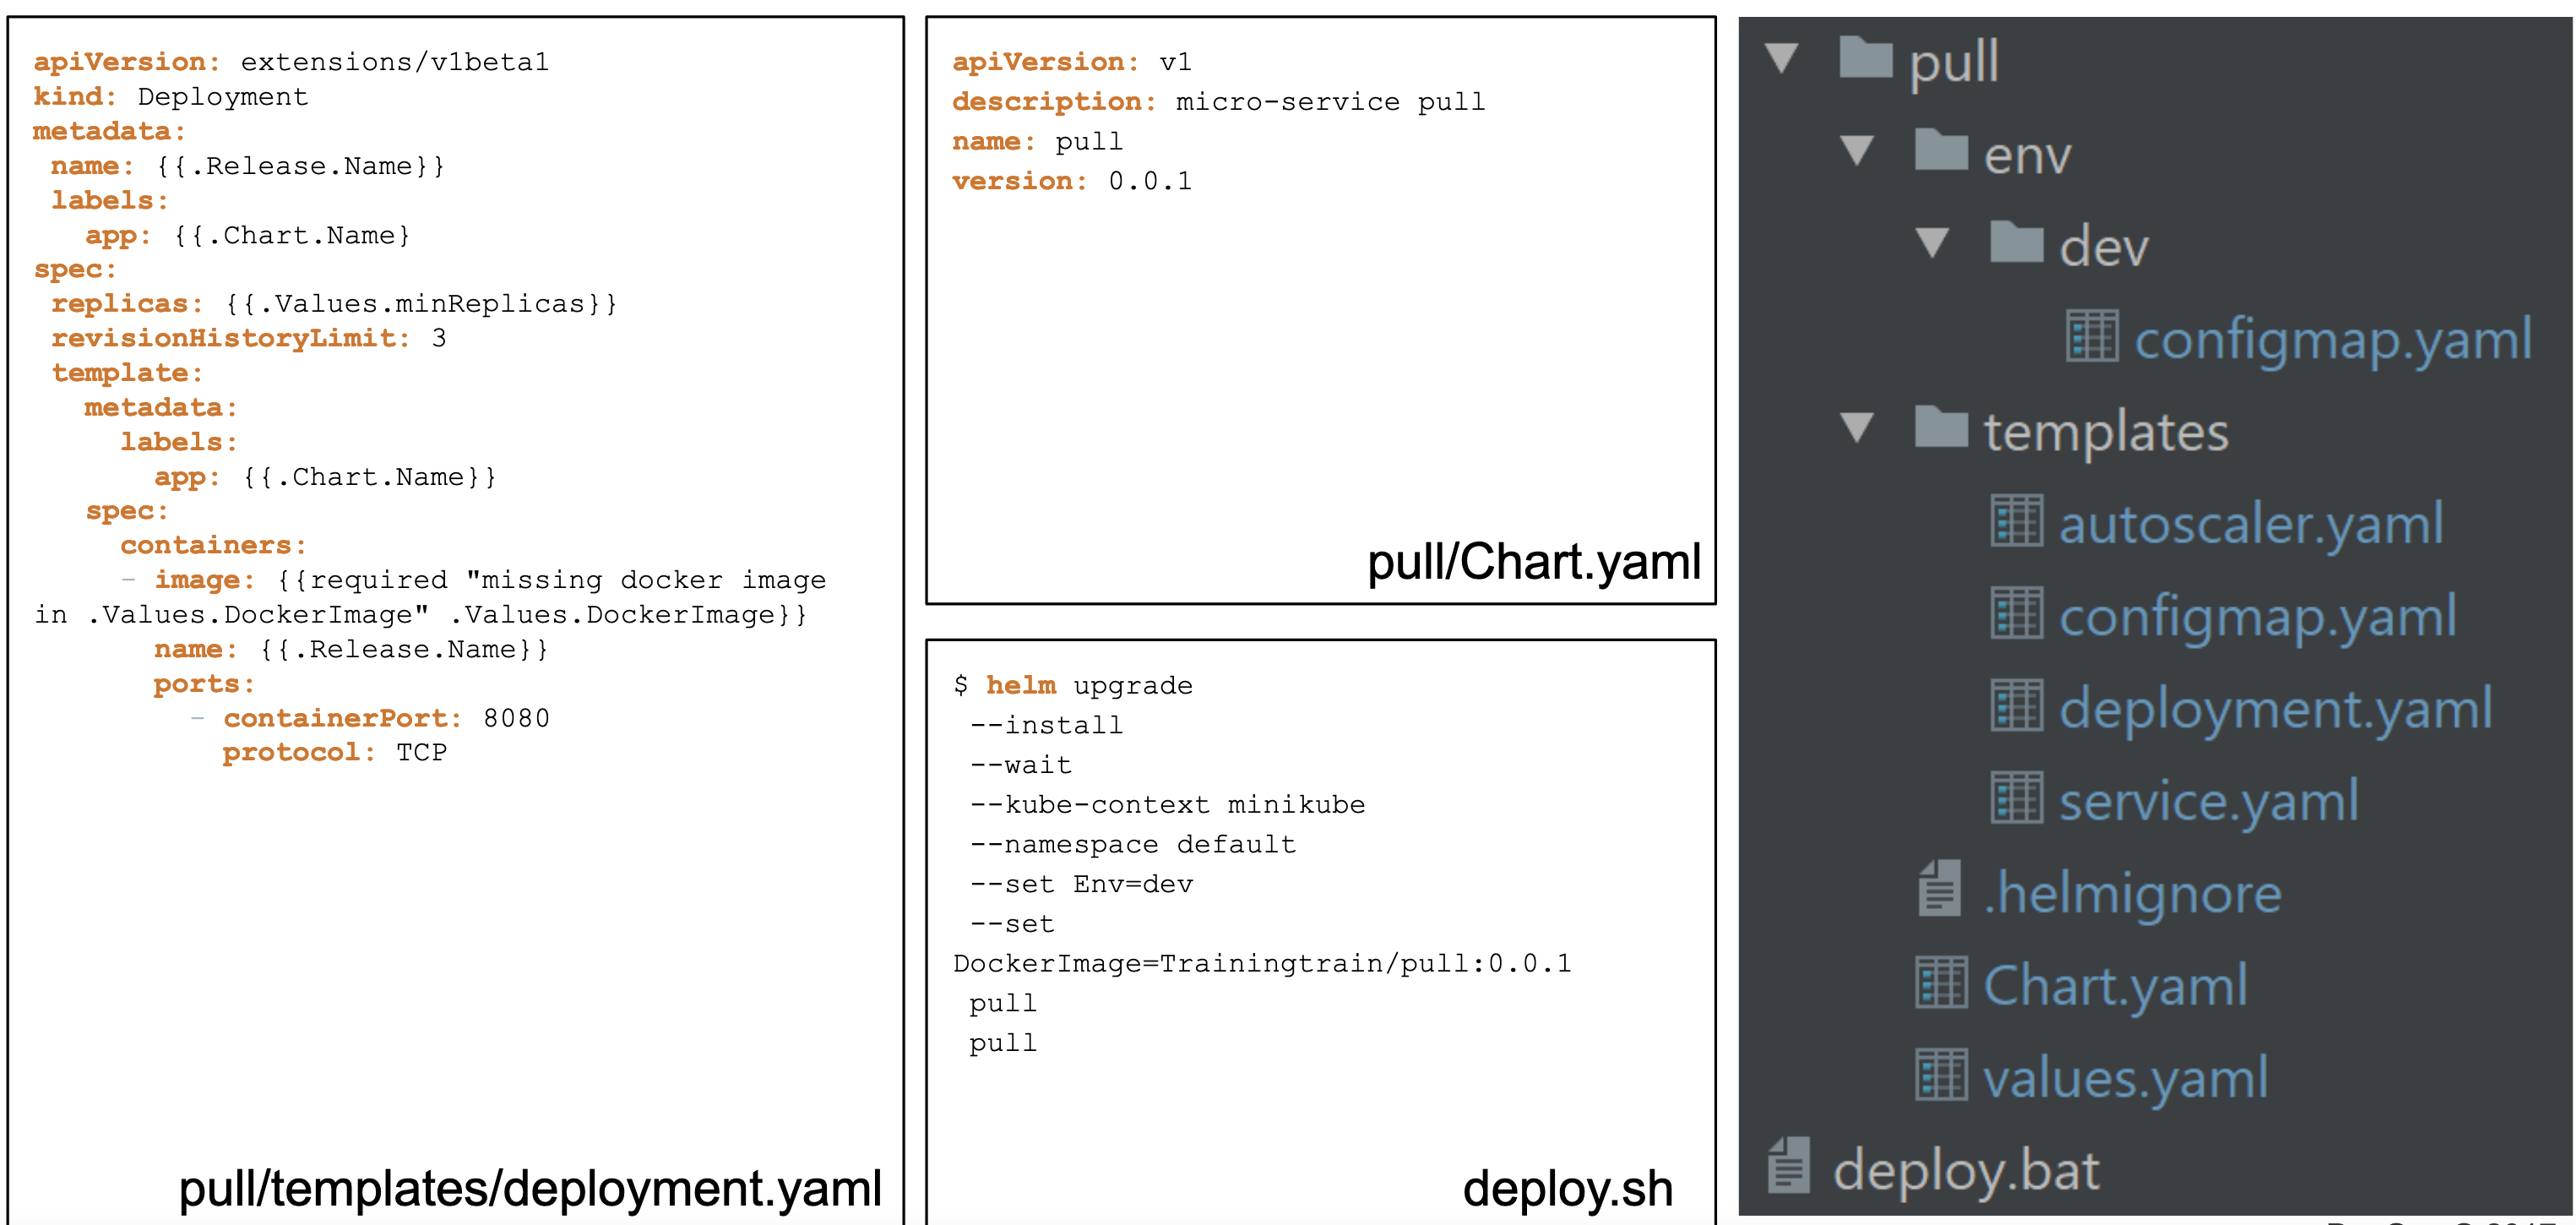 apiVersion: extensions/v1beta1
kind: Deployment
metadata:
 name: {{.Release.Name}}
 labels:
   app: {{.Chart.Name}
spec:
 replicas: {{.Values.minReplicas}}
 revisionHistoryLimit: 3
 template:
   metadata:
     labels:
       app: {{.Chart.Name}}
   spec:
     containers:
     - image: {{required "missing docker image
in .Values.DockerImage" .Values.DockerImage}}
       name: {{.Release.Name}}
       ports:
         - containerPort: 8080
           protocol: TCP
pull/templates/deployment.yaml
apiVersion: v1
description: micro-service pull
name: pull
version: 0.0.1
pull/Chart.yaml
$ helm upgrade
 --install
 --wait
 --kube-context minikube
 --namespace default
 --set Env=dev
 --set
DockerImage=Trainingtrain/pull:0.0.1
 pull
 pull
deploy.sh
pull
env
dev
configmap.yaml
templates
autoscaler.yaml
configmap.yaml
deployment.yaml
service.yaml
.helmignore
Chart.yaml
values.yaml
deploy.bat